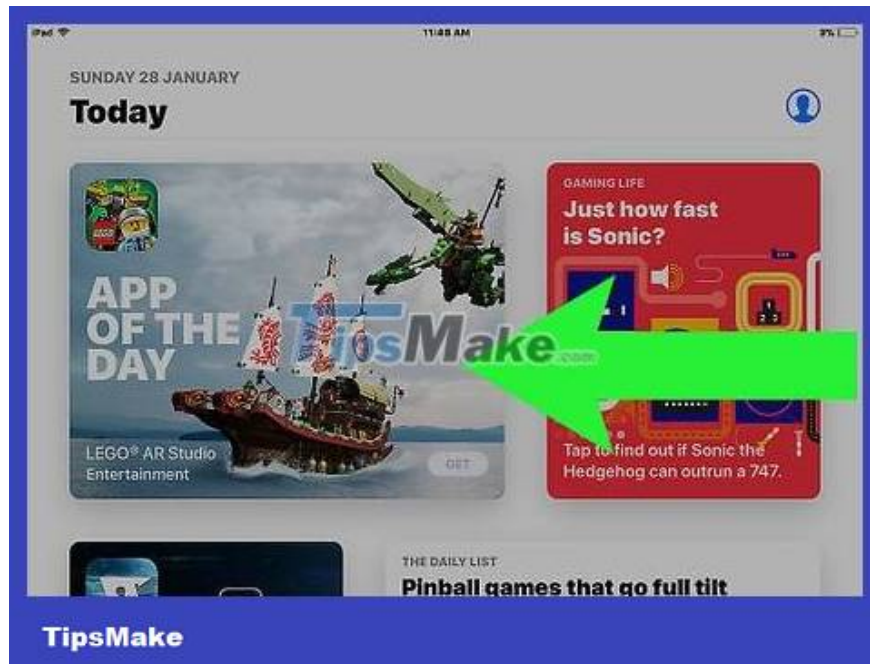 iPad
11:48 AM
3%
SUNDAY 28 JANUARY
Today
APP
OF THE
DAY
LEGO® AR Studio
Entertainment
GET
GAMING LIFE
Just how fast
is Sonic?
Tap to find out if Sonic the
Hedgehog can outrun a 747.
TipsMake.com
THE DAILY LIST
Pinball games that go full tilt
TipsMake